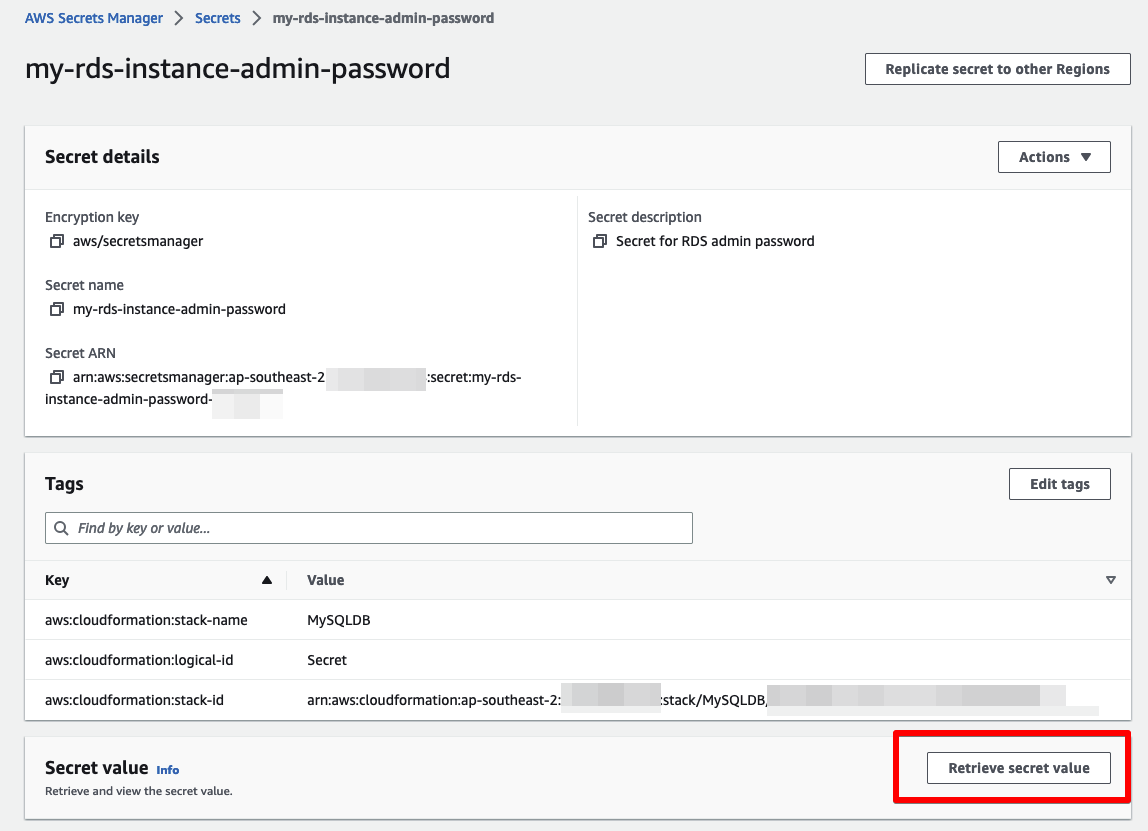 AWS Secrets Manager > Secrets > my-rds-instance-admin-password
my-rds-instance-admin-password
Replicate secret to other Regions
Secret details
Actions
Encryption key
aws/secretsmanager
Secret name
my-rds-instance-admin-password
Secret ARN
arn:aws:secretsmanager:ap-southeast-2 :secret:my-rds-
instance-admin-password-
Secret description
Secret for RDS admin password
Tags
Edit tags
Find by key or value...
Key Value
aws:cloudformation:stack-name MySQLDB
aws:cloudformation:logical-id Secret
aws:cloudformation:stack-id arn:aws:cloudformation:ap-southeast-2: :stack/MySQLDB/
Secret value Info
Retrieve secret value
Retrieve and view the secret value.